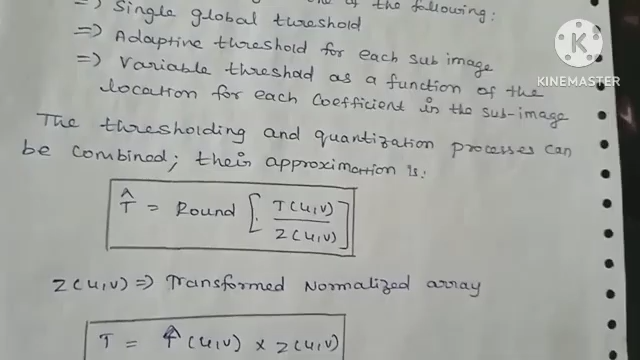 of the following:
=> Single global threshold
=> Adaptive threshold for each sub image
=> Variable threshold as a function of the
location for each coefficient in the sub-image
The thresholding and quantization processes can
be combined; their approximation is:
T̂ = Round [T(u,v) / Z(u,v)]
Z(u,v) => Transformed Normalized array
T = T̂(u,v) × Z(u,v)
KINEMASTER